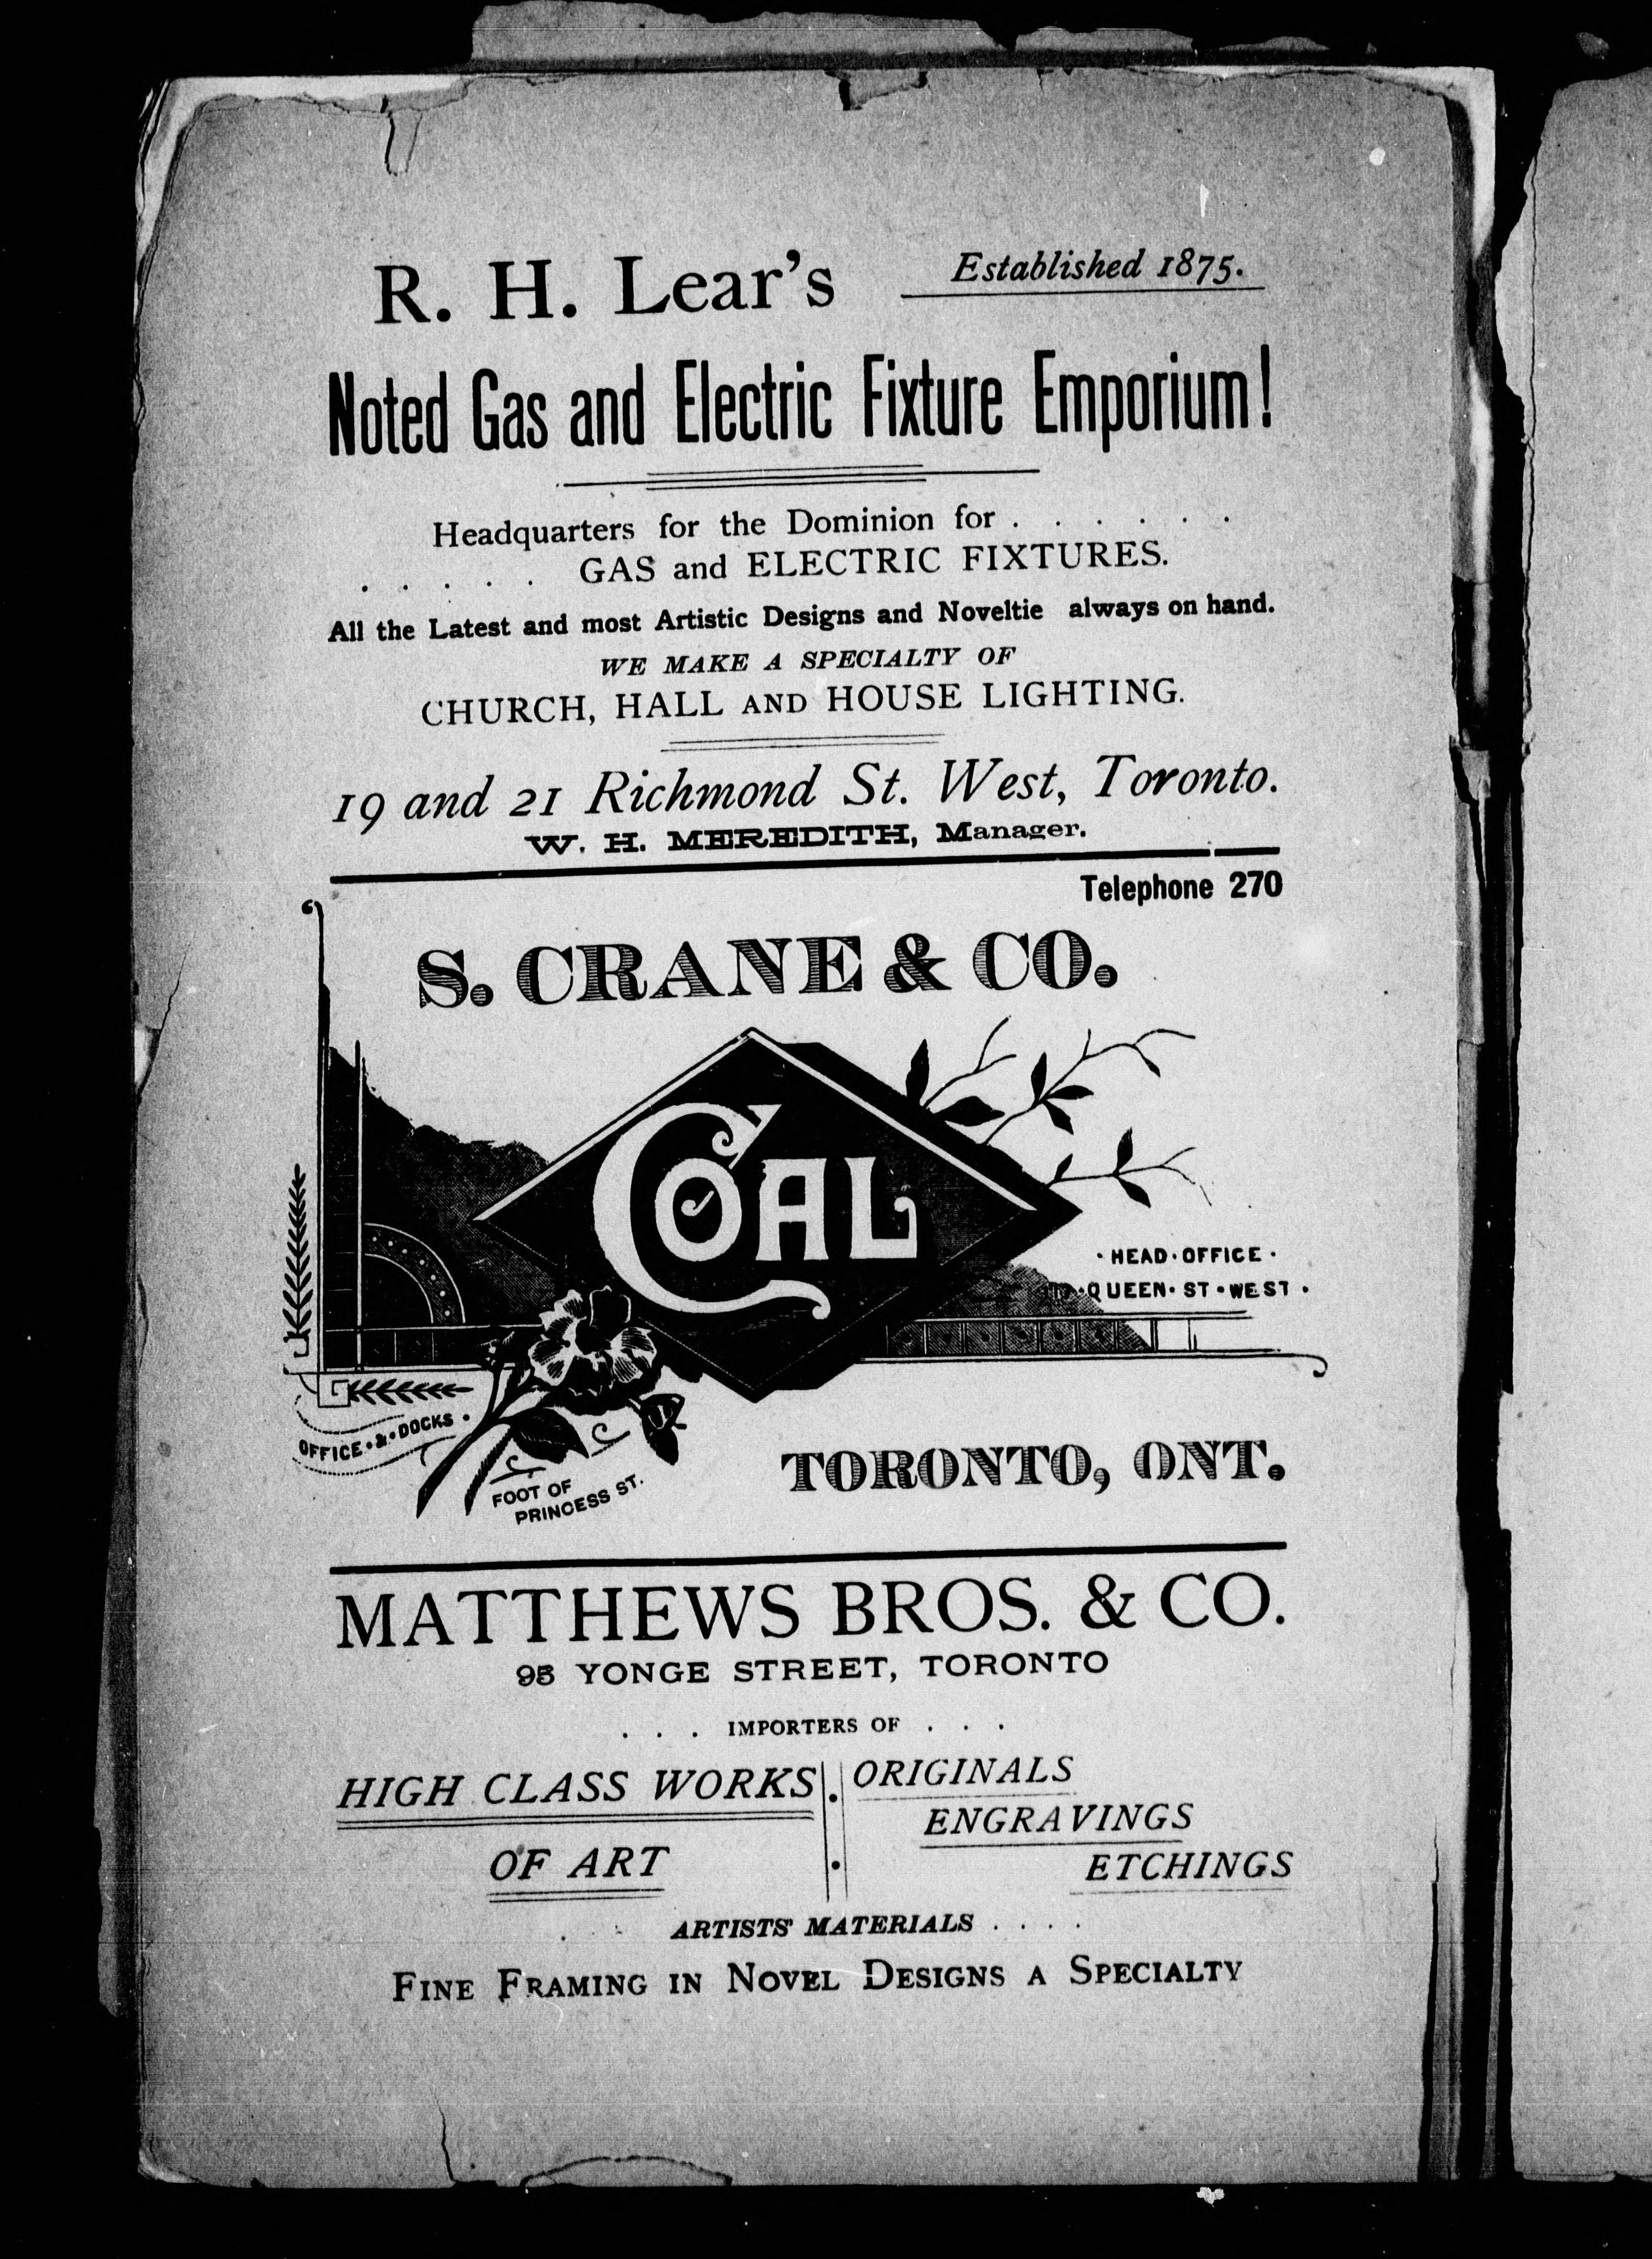 R. H. Lear's
Established 1875.
Noted Gas and Electric Fixture Emporium!
Headquarters for the Dominion for . . . . . .
. . . . . GAS and ELECTRIC FIXTURES.
All the Latest and most Artistic Designs and Noveltie always on hand.
WE MAKE A SPECIALTY OF
CHURCH, HALL AND HOUSE LIGHTING.
19 and 21 Richmond St. West, Toronto.
W. H. MEREDITH, Manager.
Telephone 270
S. CRANE & CO.
COAL
· HEAD · OFFICE ·
· QUEEN · ST · WEST ·
OFFICE · & · DOCKS ·
FOOT OF
PRINCESS ST.
TORONTO, ONT.
MATTHEWS BROS. & CO.
95 YONGE STREET, TORONTO
. . . IMPORTERS OF . . .
HIGH CLASS WORKS
OF ART
ORIGINALS
ENGRAVINGS
ETCHINGS
. . ARTISTS' MATERIALS . . . .
FINE FRAMING IN NOVEL DESIGNS A SPECIALTY